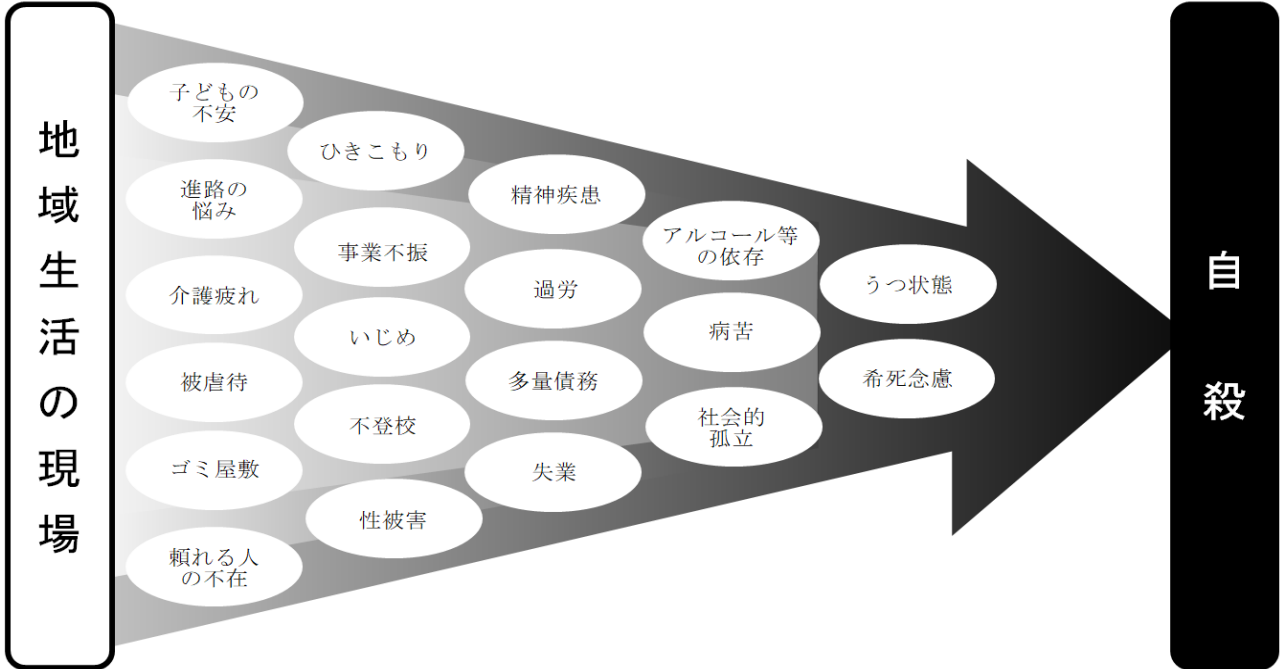 地域生活の現場
子どもの
不安
進路の
悩み
介護疲れ
被虐待
ゴミ屋敷
頼れる人
の不在
ひきこもり
事業不振
いじめ
不登校
性被害
精神疾患
過労
多量債務
失業
アルコール等
の依存
病苦
社会的
孤立
うつ状態
希死念慮
自殺